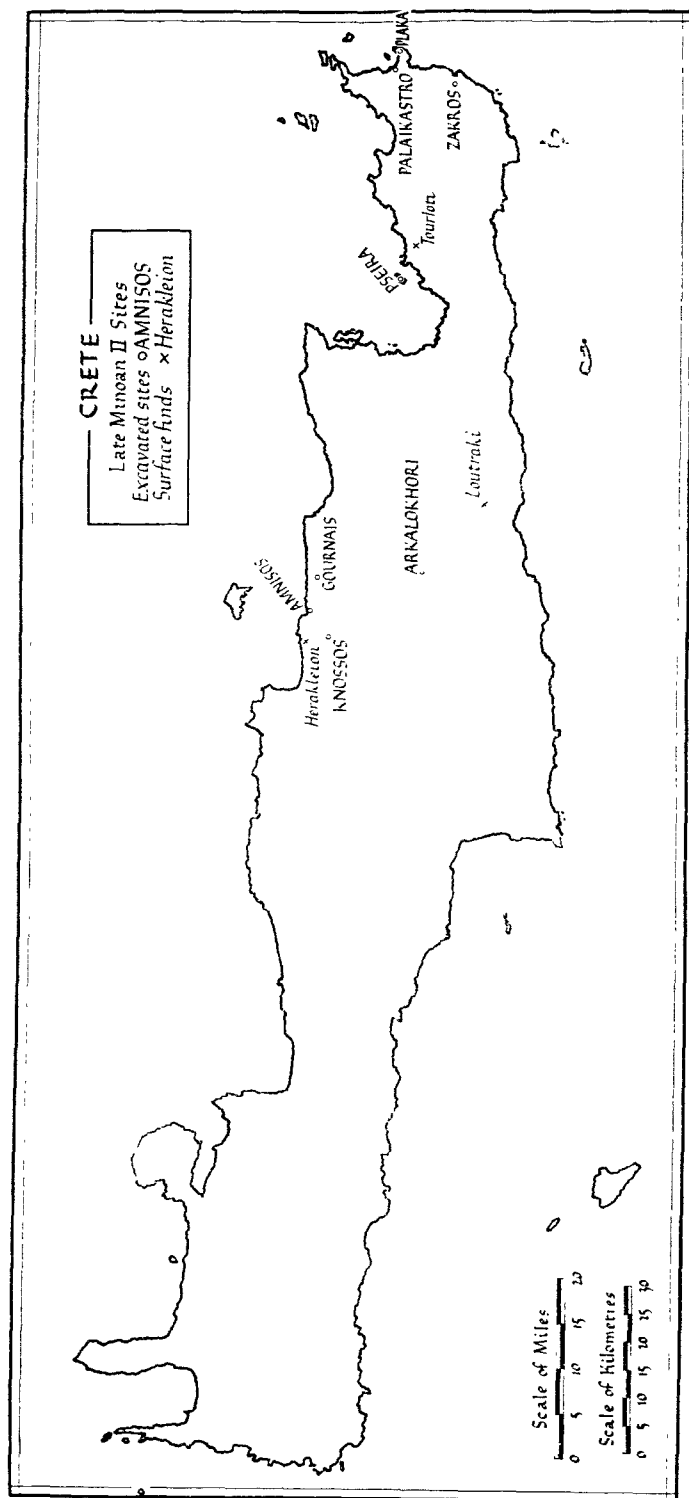 CRETE
Late Minoan II Sites
Excavated sites o AMNISOS
Surface finds × Herakleion
PLAKA
PALAIKASTRO
ZAKROS
Tourloti
PSEIRA
Loutraki
ARKALOKHORI
GOURNAIS
AMNISOS
Herakleion
KNOSSOS
Scale of Miles
0 5 10 15 20
Scale of Kilometres
0 5 10 15 20 25 30